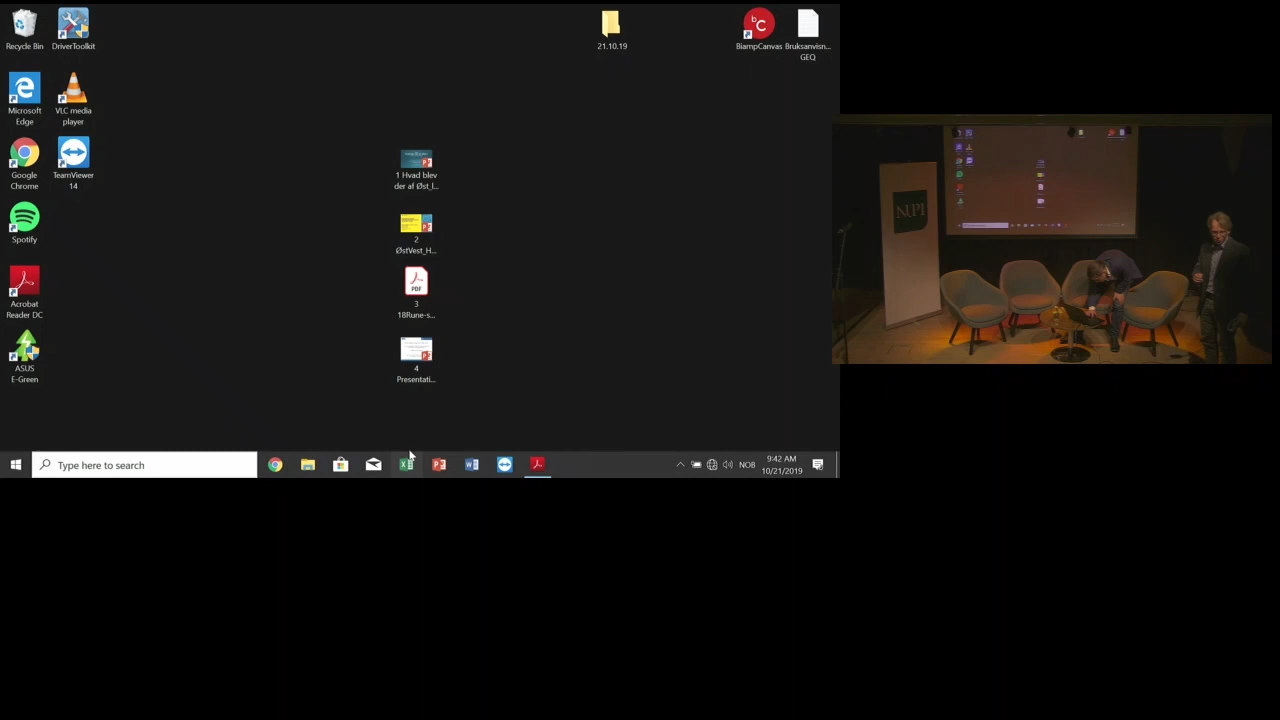 Recycle Bin
DriverToolkit
21.10.19
BiampCanvas
Bruksanvisn...
GEQ
Microsoft
Edge
VLC media
player
Google
Chrome
TeamViewer
14
1 Hvad blev
der af Øst_I...
Spotify
2
ØstVest_H...
Acrobat
Reader DC
PDF
3
18Rune-s...
ASUS
E-Green
4
Presentati...
Type here to search
NOB
9:42 AM
10/21/2019
bC
NUPI